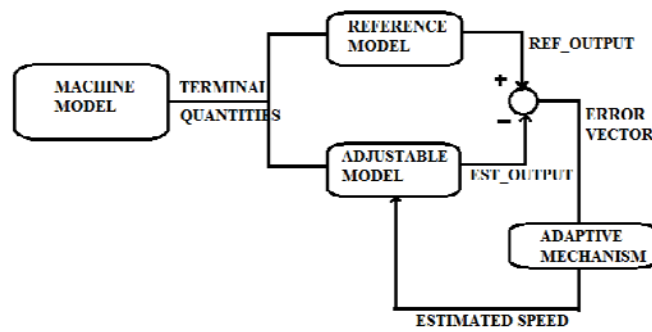 REFERENCE
MODEL
REF_OUTPUT
MACHINE
MODEL
TERMINAL
QUANTITIES
+
−
ERROR
VECTOR
ADJUSTABLE
MODEL
EST_OUTPUT
ADAPTIVE
MECHANISM
ESTIMATED SPEED